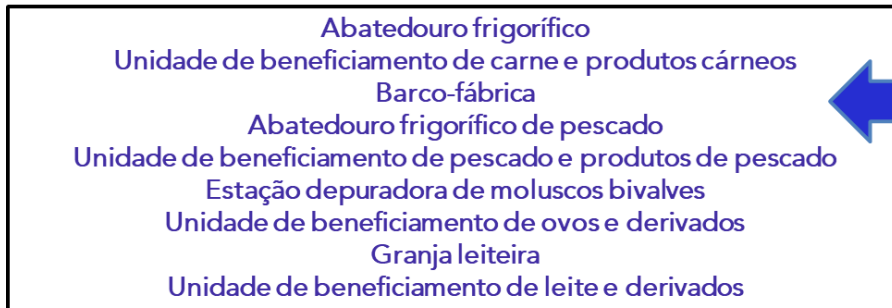 Abatedouro frigorífico
Unidade de beneficiamento de carne e produtos cárneos
Barco-fábrica
Abatedouro frigorífico de pescado
Unidade de beneficiamento de pescado e produtos de pescado
Estação depuradora de moluscos bivalves
Unidade de beneficiamento de ovos e derivados
Granja leiteira
Unidade de beneficiamento de leite e derivados